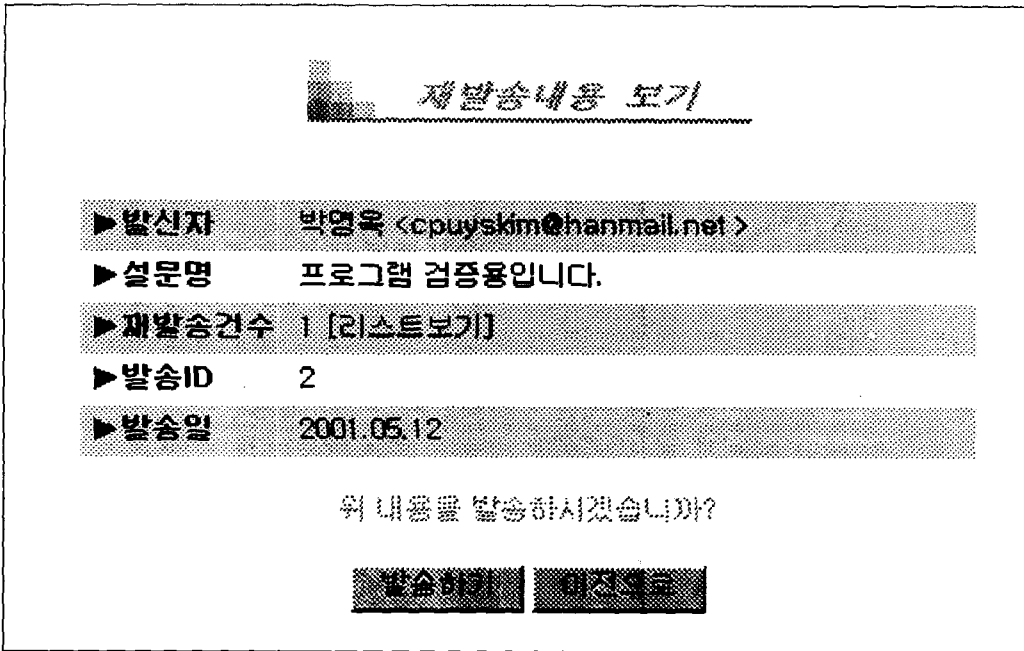 재발송내용 보기
▶발신자 박영옥 <cpuyskim@hanmail.net>
▶설문명 프로그램 검증용입니다.
▶재발송건수 1 [리스트보기]
▶발송ID 2
▶발송일 2001.05.12
위 내용을 발송하시겠습니까?
발송하기 이전으로